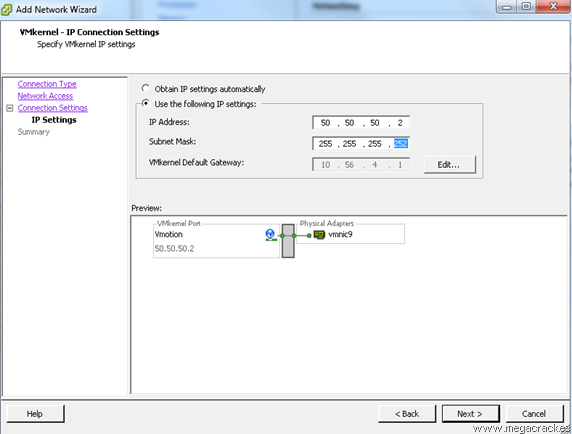 Add Network Wizard
VMkernel - IP Connection Settings
Specify VMkernel IP settings
Connection Type
Network Access
Connection Settings
IP Settings
Summary
Obtain IP settings automatically
Use the following IP settings:
IP Address: 50 . 50 . 50 . 2
Subnet Mask: 255 . 255 . 255 . 252
VMkernel Default Gateway: 10 . 56 . 4 . 1 Edit...
Preview:
VMkernel Port Physical Adapters
Vmotion vmnic9
50.50.50.2
Help < Back Next > Cancel
www.megacrack.es